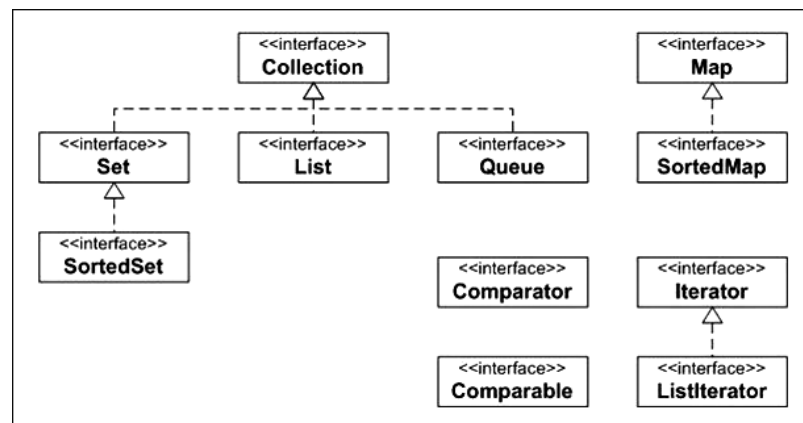 <<interface>>
Collection
<<interface>>
Map
<<interface>>
Set
<<interface>>
List
<<interface>>
Queue
<<interface>>
SortedMap
<<interface>>
SortedSet
<<interface>>
Comparator
<<interface>>
Iterator
<<interface>>
Comparable
<<interface>>
ListIterator